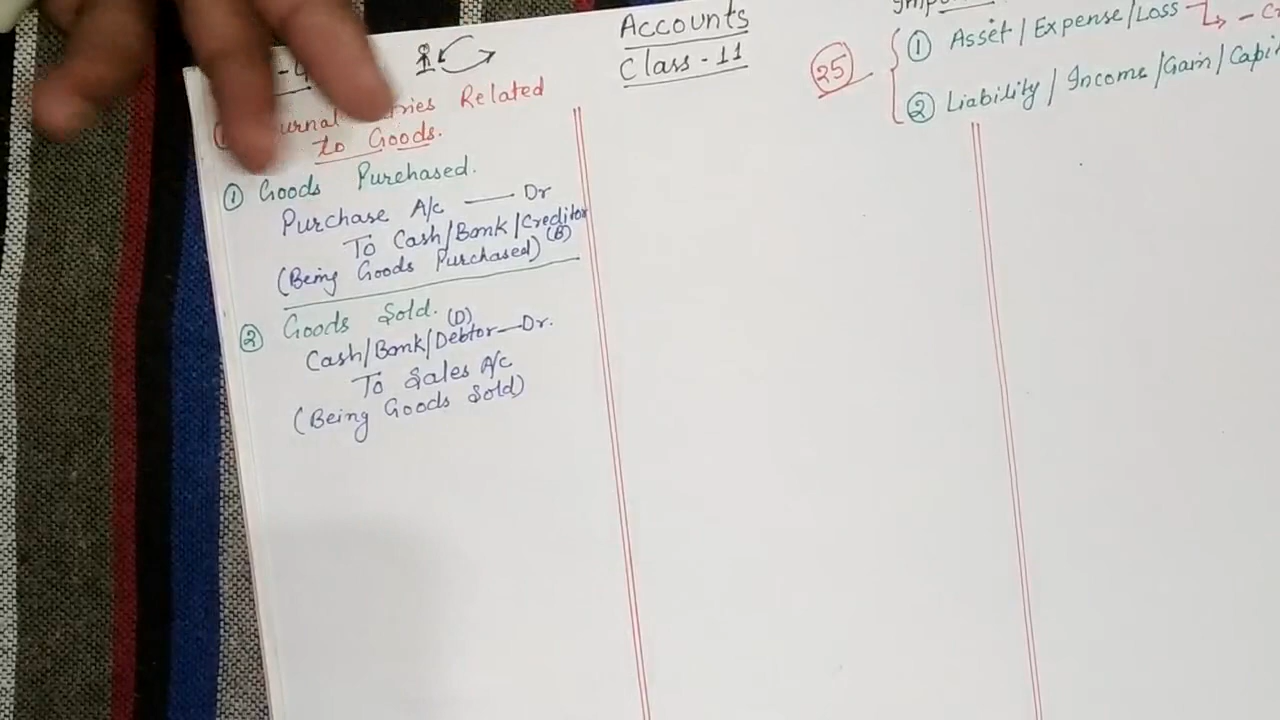 Accounts
Class - 11
to Goods.
Related
① Goods Purchased.
Purchase A/c —— Dr
To Cash/Bank/Creditor
(Being Goods Purchased) (B)
② Goods Sold.
(D)
Cash/Bank/Debtor—Dr.
To Sales A/c
(Being Goods Sold)
25
① Asset / Expense / Loss
② Liability / Income / Gain /